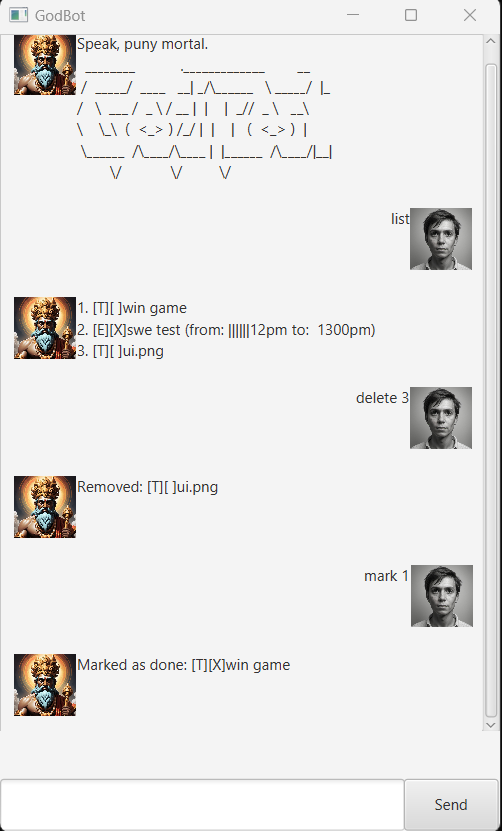 GodBot
Speak, puny mortal.
  ________             ._____________         __
 /  _____/  ____    __| _/\______   \ _____/  |_
/   \  ___ /  _ \ / __ | |    |  _//  _ \   __\
\    \_\  (  <_> ) /_/ | |    |   (  <_> )  |
 \______  /\____/\____ |  |______  /\____/|__|
        \/            \/         \/
list
1. [T][ ]win game
2. [E][X]swe test (from: ||||||12pm to:  1300pm)
3. [T][ ]ui.png
delete 3
Removed: [T][ ]ui.png
mark 1
Marked as done: [T][X]win game
Send